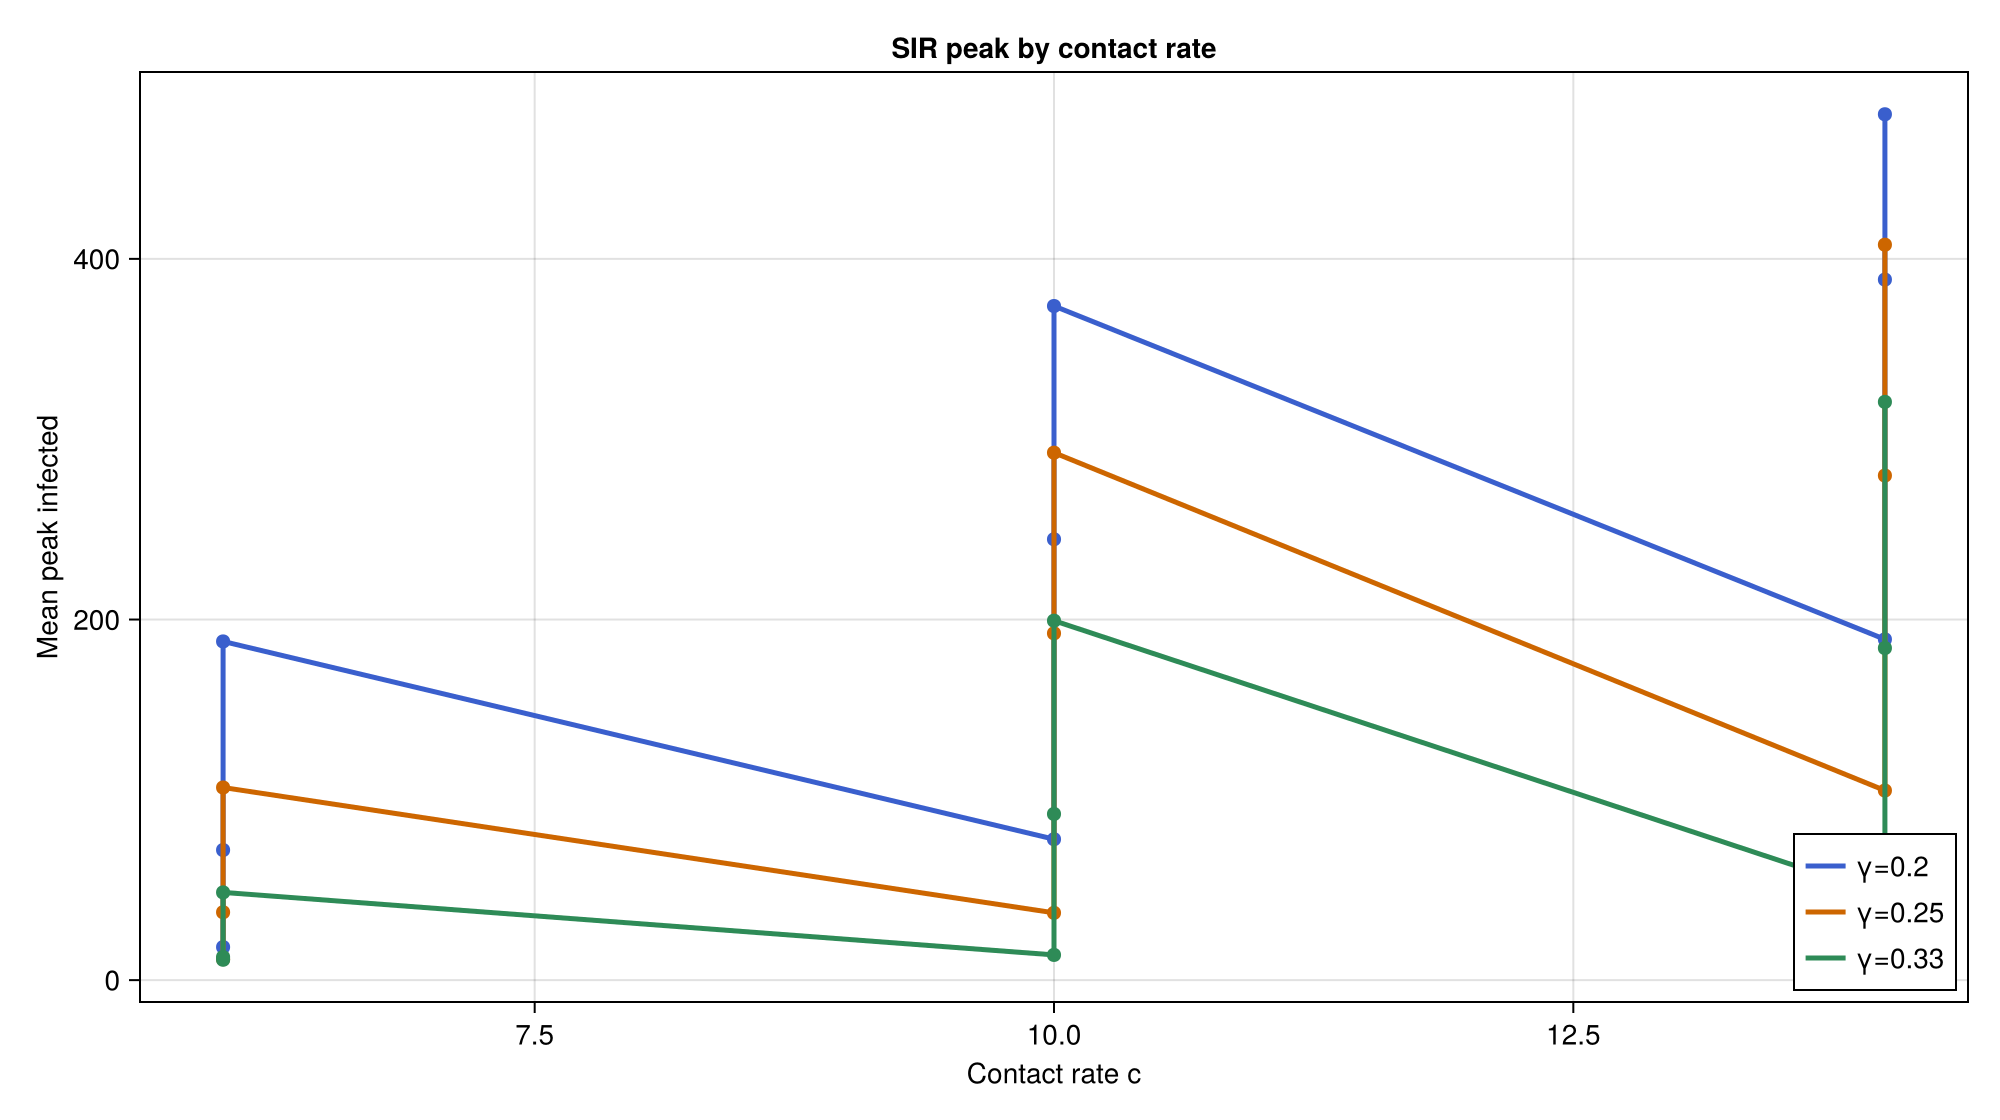 SIR peak by contact rate
Mean peak infected
400
200
0
7.5
10.0
12.5
Contact rate c
γ=0.2
γ=0.25
γ=0.33